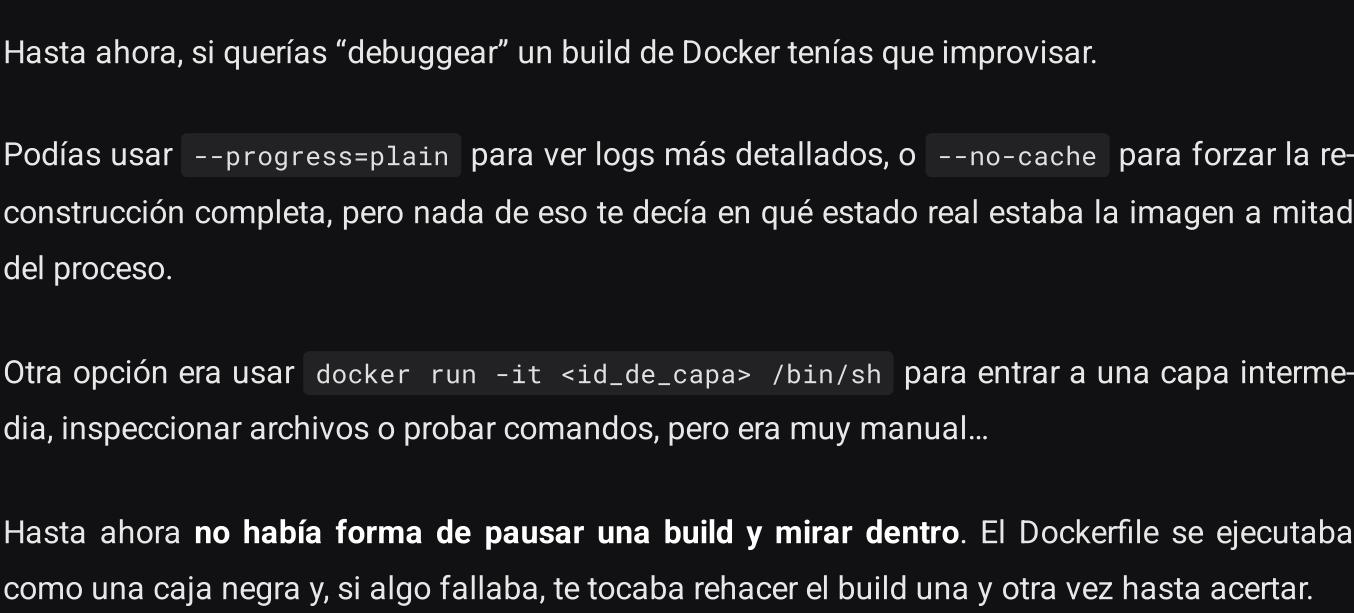 Hasta ahora, si querías “debuggear” un build de Docker tenías que improvisar.
Podías usar --progress=plain para ver logs más detallados, o --no-cache para forzar la re-
construcción completa, pero nada de eso te decía en qué estado real estaba la imagen a mitad
del proceso.
Otra opción era usar docker run -it <id_de_capa> /bin/sh para entrar a una capa interme-
dia, inspeccionar archivos o probar comandos, pero era muy manual…
Hasta ahora no había forma de pausar una build y mirar dentro. El Dockerfile se ejecutaba
como una caja negra y, si algo fallaba, te tocaba rehacer el build una y otra vez hasta acertar.